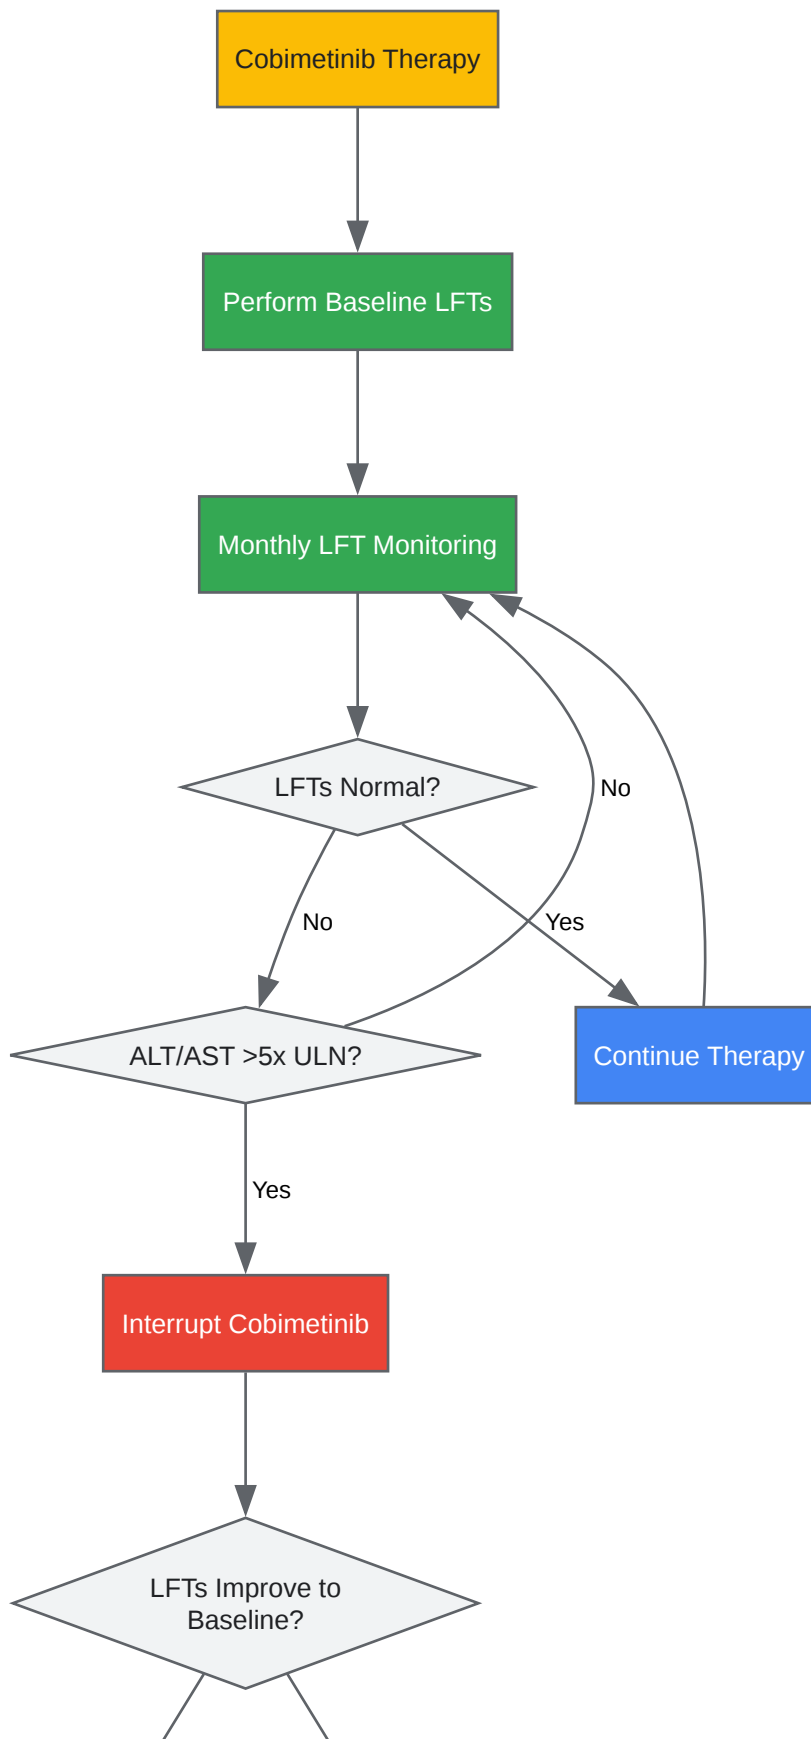 Cobimetinib Therapy
Perform Baseline LFTs
Monthly LFT Monitoring
LFTs Normal?
No
No
Yes
ALT/AST >5x ULN?
Continue Therapy
Yes
Interrupt Cobimetinib
LFTs Improve to
Baseline?